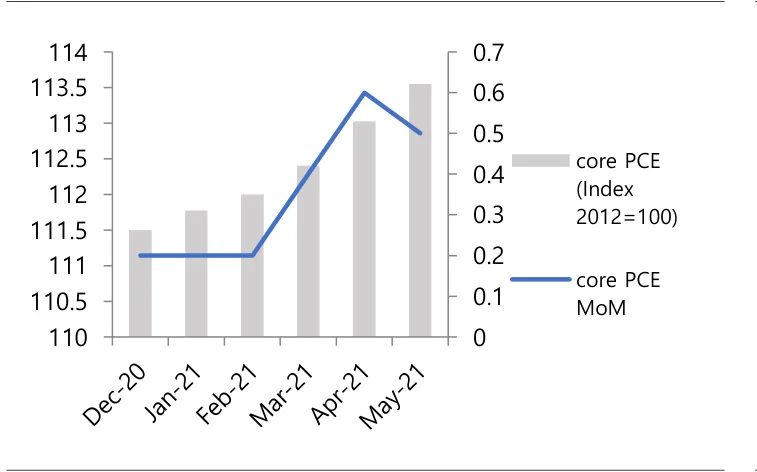 114
113.5
113
112.5
112
111.5
111
110.5
110
0.7
0.6
0.5
0.4
0.3
0.2
0.1
0
Dec-20
Jan-21
Feb-21
Mar-21
Apr-21
May-21
core PCE
(Index
2012=100)
core PCE
MoM